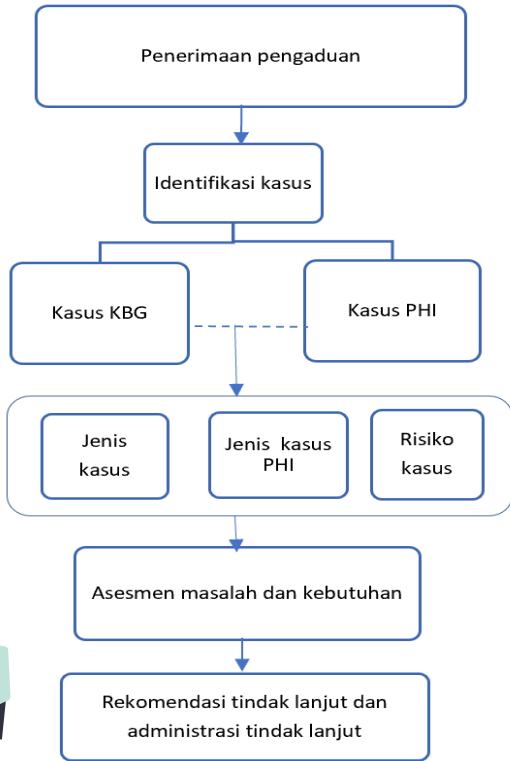 Penerimaan pengaduan
Identifikasi kasus
Kasus KBG
Kasus PHI
Jenis
kasus
Jenis kasus
PHI
Risiko
kasus
Asesmen masalah dan kebutuhan
Rekomendasi tindak lanjut dan
administrasi tindak lanjut